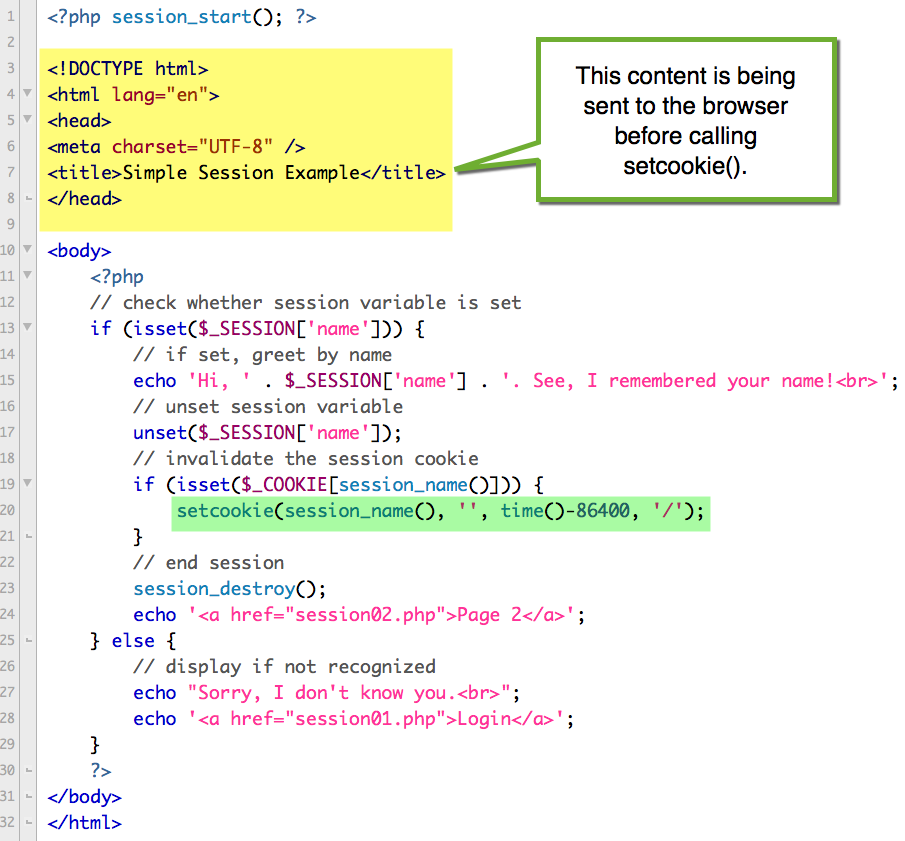 1 <?php session_start(); ?>
2
3 <!DOCTYPE html>
4 <html lang="en">
5 <head>
6 <meta charset="UTF-8" />
7 <title>Simple Session Example</title>
8 </head>
9
This content is being
sent to the browser
before calling
setcookie().
10 <body>
11 <?php
12 // check whether session variable is set
13 if (isset($_SESSION['name'])) {
14 // if set, greet by name
15 echo 'Hi, ' . $_SESSION['name'] . '. See, I remembered your name!<br>';
16 // unset session variable
17 unset($_SESSION['name']);
18 // invalidate the session cookie
19 if (isset($_COOKIE[session_name()])) {
20 setcookie(session_name(), '', time()-86400, '/');
21 }
22 // end session
23 session_destroy();
24 echo '<a href="session02.php">Page 2</a>';
25 } else {
26 // display if not recognized
27 echo "Sorry, I don't know you.<br>";
28 echo '<a href="session01.php">Login</a>';
29 }
30 ?>
31 </body>
32 </html>